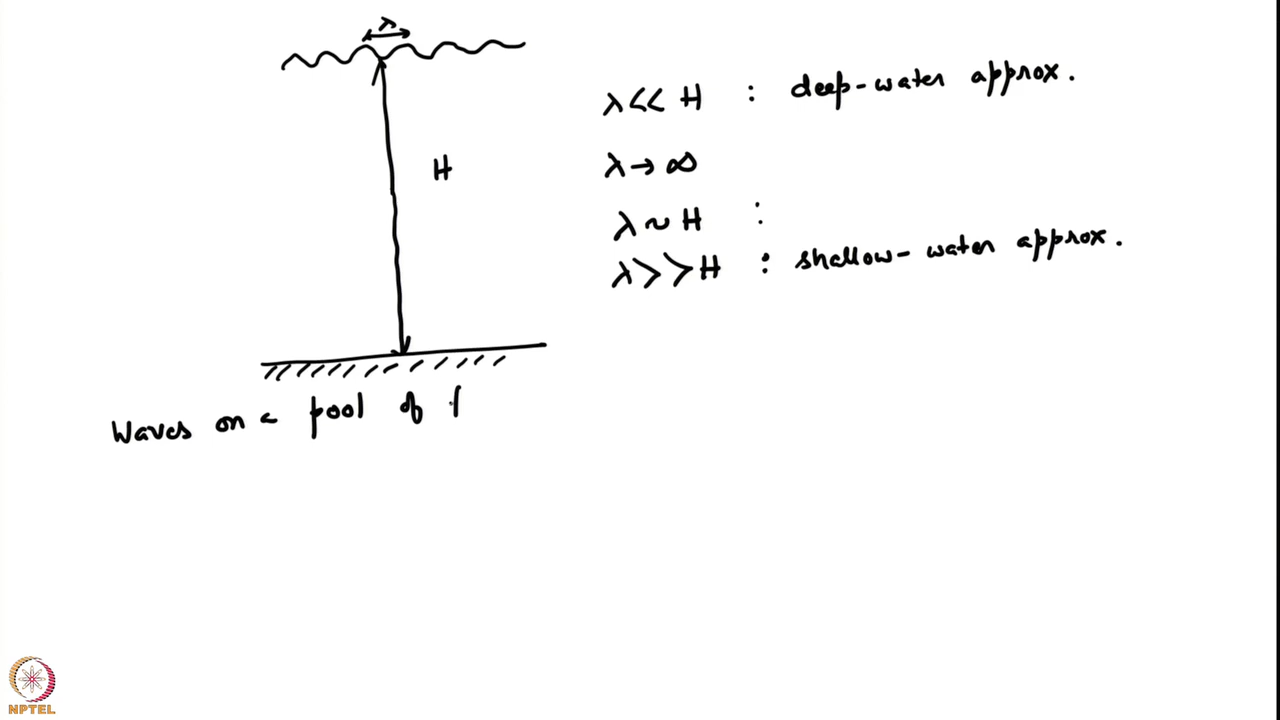 λ
H
λ << H : deep-water approx.
λ → ∞
λ ~ H :
λ >> H : shallow-water approx.
Waves on a pool of f
NPTEL